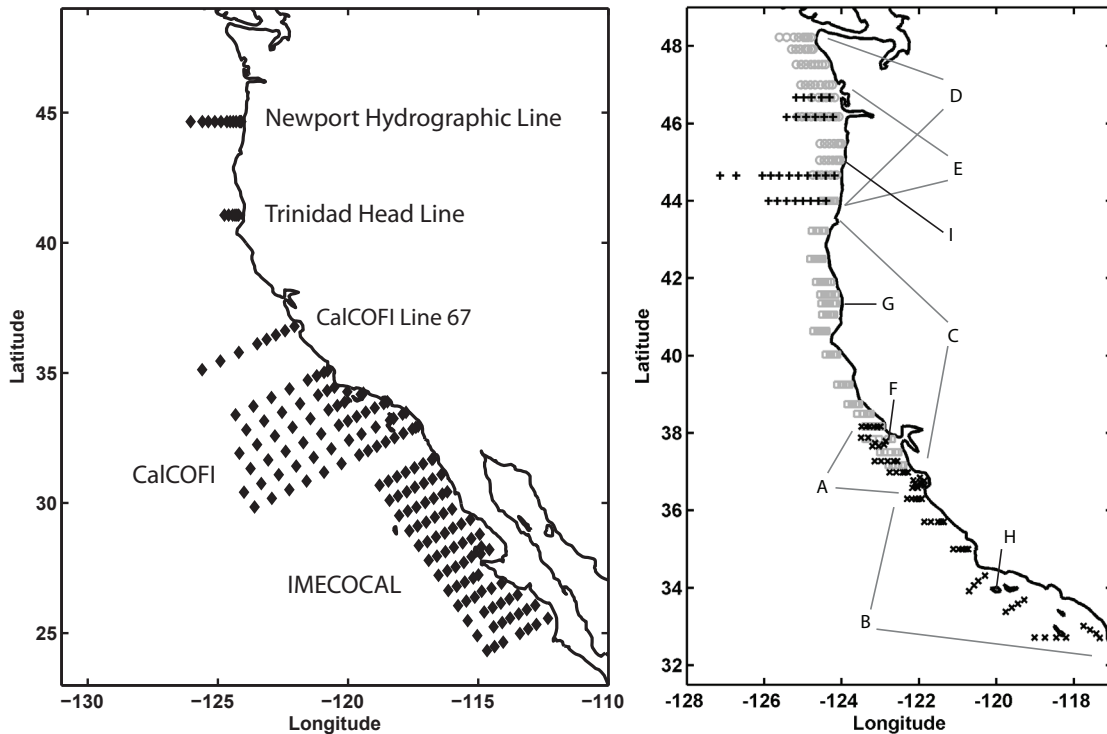 Newport Hydrographic Line
Trinidad Head Line
CalCOFI Line 67
CalCOFI
IMECOCAL
Latitude
45
40
35
30
25
−130
−125
−120
−115
−110
Longitude
D
E
I
G
C
F
A
H
B
Latitude
48
46
44
42
40
38
36
34
32
-128
-126
-124
-122
-120
-118
Longitude